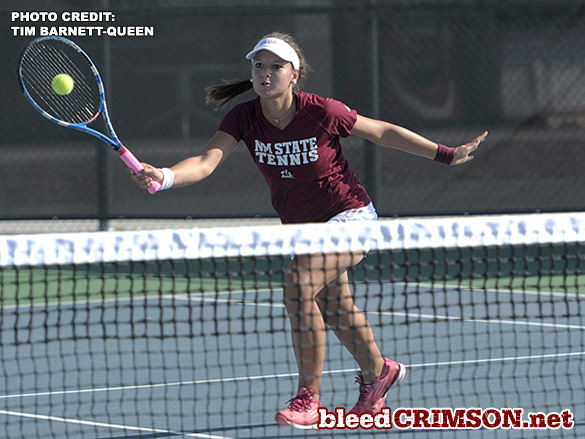 PHOTO CREDIT:
TIM BARNETT-QUEEN
NM STATE
TENNIS
bleedCRIMSON.net